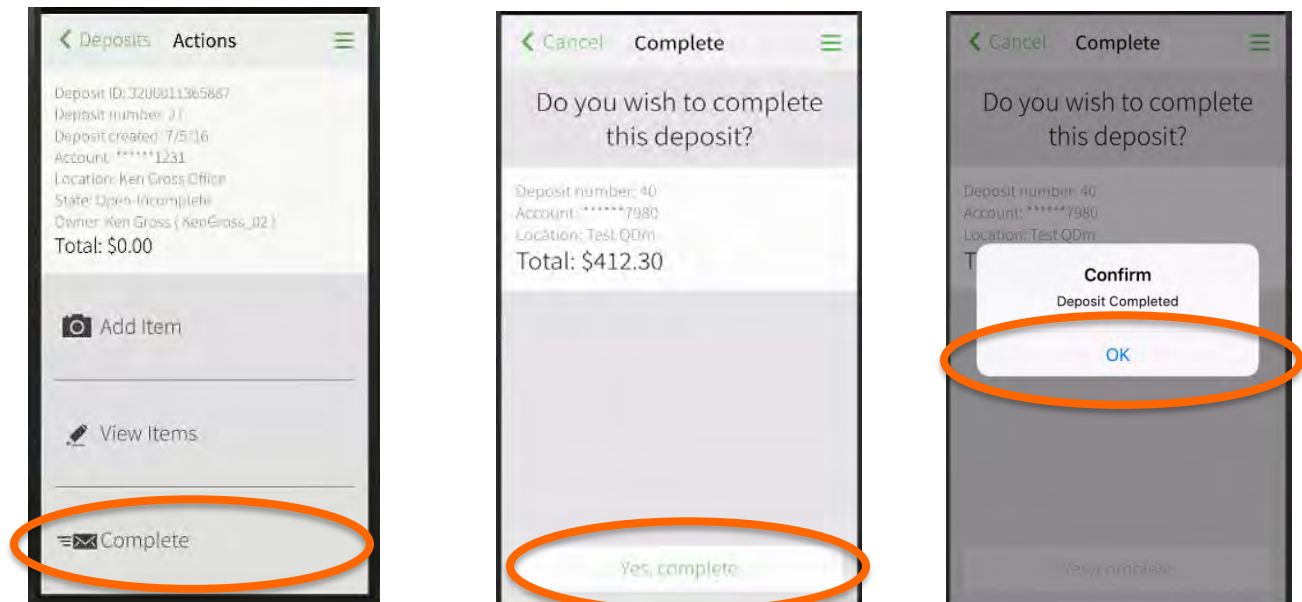 Deposits Actions
Deposit ID: 3200011365887
Deposit number: 21
Deposit created: 7/5/16
Account: ******1231
Location: Ken Gross Office
State: Open-Incomplete
Owner: Ken Gross ( KenGross_02 )
Total: $0.00
Add Item
View Items
Complete
Cancel Complete
Do you wish to complete
this deposit?
Deposit number: 40
Account: ******7980
Location: Test QDm
Total: $412.30
Yes, complete
Cancel Complete
Do you wish to complete
this deposit?
Deposit number: 40
Account: ******7980
Location: Test QDm
T
Confirm
Deposit Completed
OK
Yes, complete